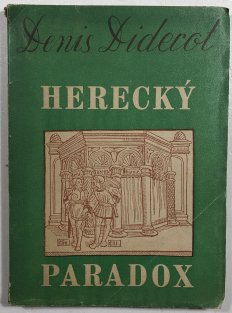 Denis Diderot
HERECKÝ
PARADOX